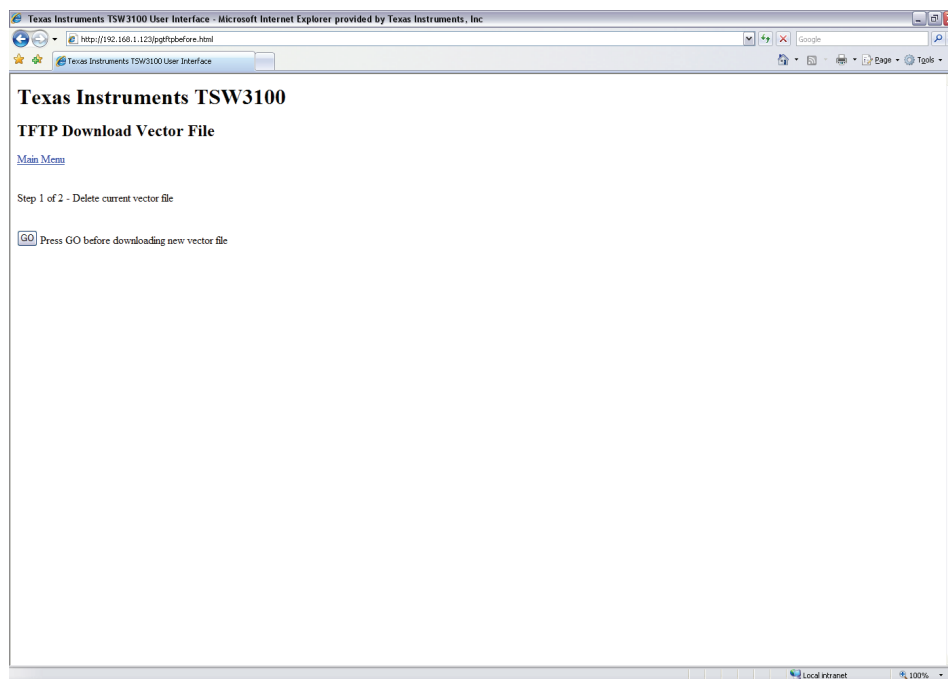 Texas Instruments TSW3100 User Interface - Microsoft Internet Explorer provided by Texas Instruments, Inc
http://192.168.1.123/pgtftpbefore.html
Google
Texas Instruments TSW3100 User Interface
Page
Tools
Texas Instruments TSW3100
TFTP Download Vector File
Main Menu
Step 1 of 2 - Delete current vector file
GO Press GO before downloading new vector file
Local intranet
100%